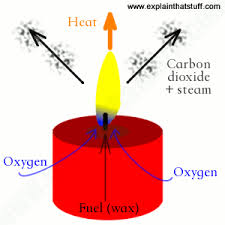 www.explainthatstuff.com
Heat
Carbon
dioxide
+ steam
Oxygen
Oxygen
Fuel (wax)